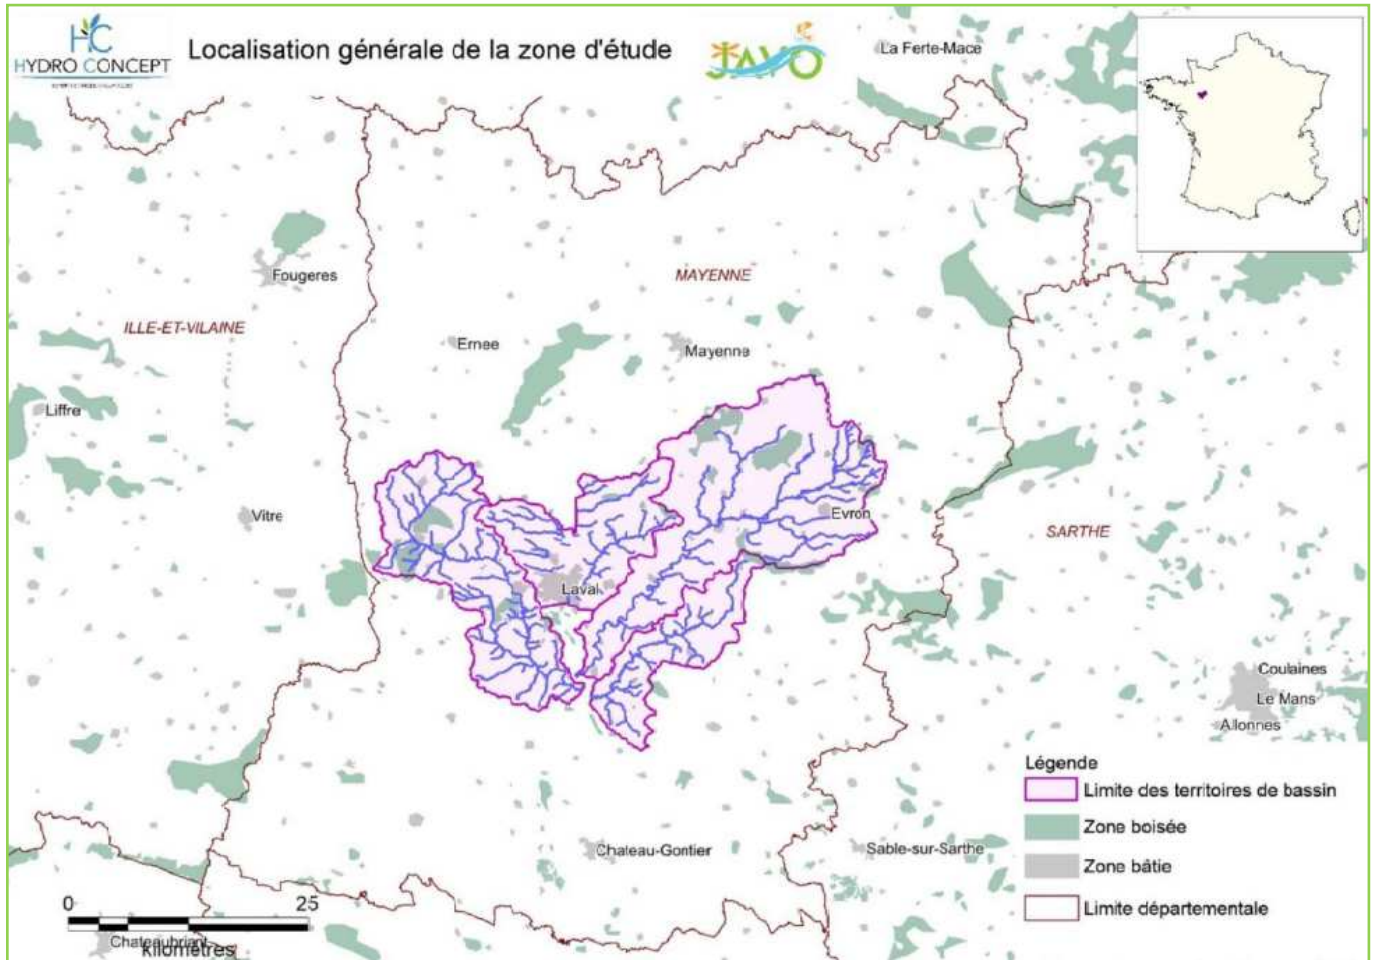 HC
HYDRO CONCEPT
Localisation générale de la zone d'étude
JAVO
La Ferte-Mace
Fougeres
MAYENNE
ILLE-ET-VILAINE
Ernee
Mayenne
Liffre
Vitre
Evron
SARTHE
Laval
Coulaines
Le Mans
Allonnes
Légende
Limite des territoires de bassin
Zone boisée
Chateau-Gontier
Sable-sur-Sarthe
Zone bâtie
0 25
Limite départementale
Chateaubriant
kilomètres